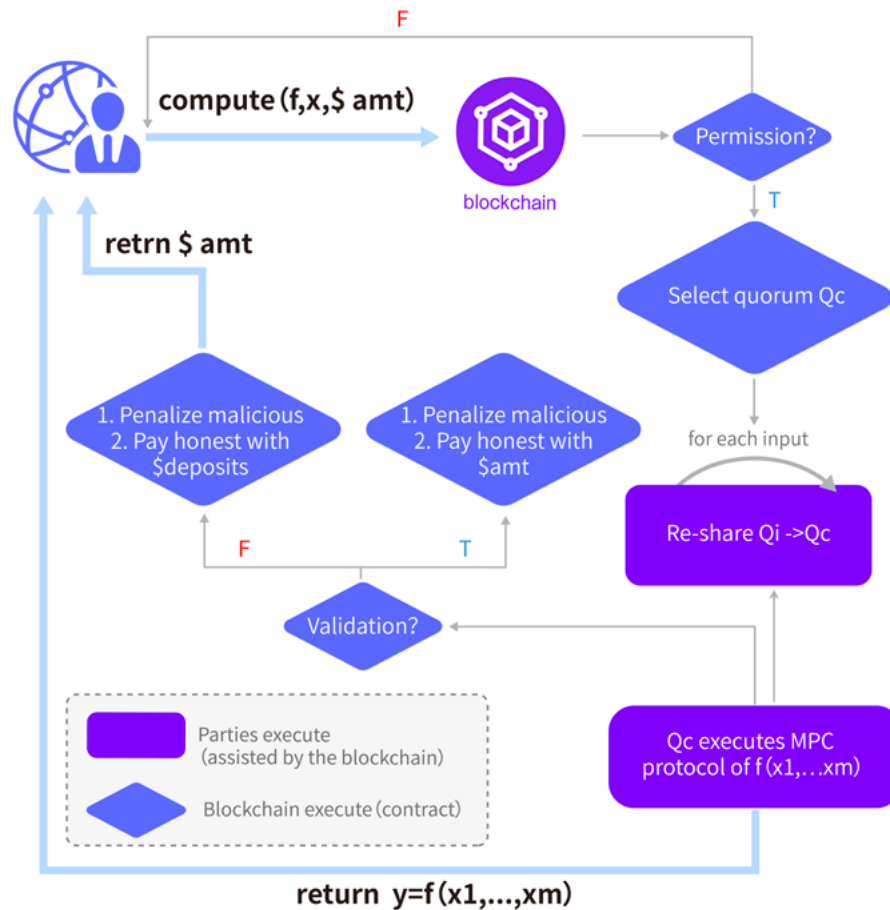 F
compute(f,x,$ amt)
blockchain
Permission?
T
retrn $ amt
Select quorum Qc
1. Penalize malicious
2. Pay honest with
$deposits
1. Penalize malicious
2. Pay honest with
$amt
for each input
Re-share Qi ->Qc
F
T
Validation?
Parties execute
(assisted by the blockchain)
Blockchain execute(contract)
Qc executes MPC
protocol of f(x1,...xm)
return y=f(x1,...,xm)